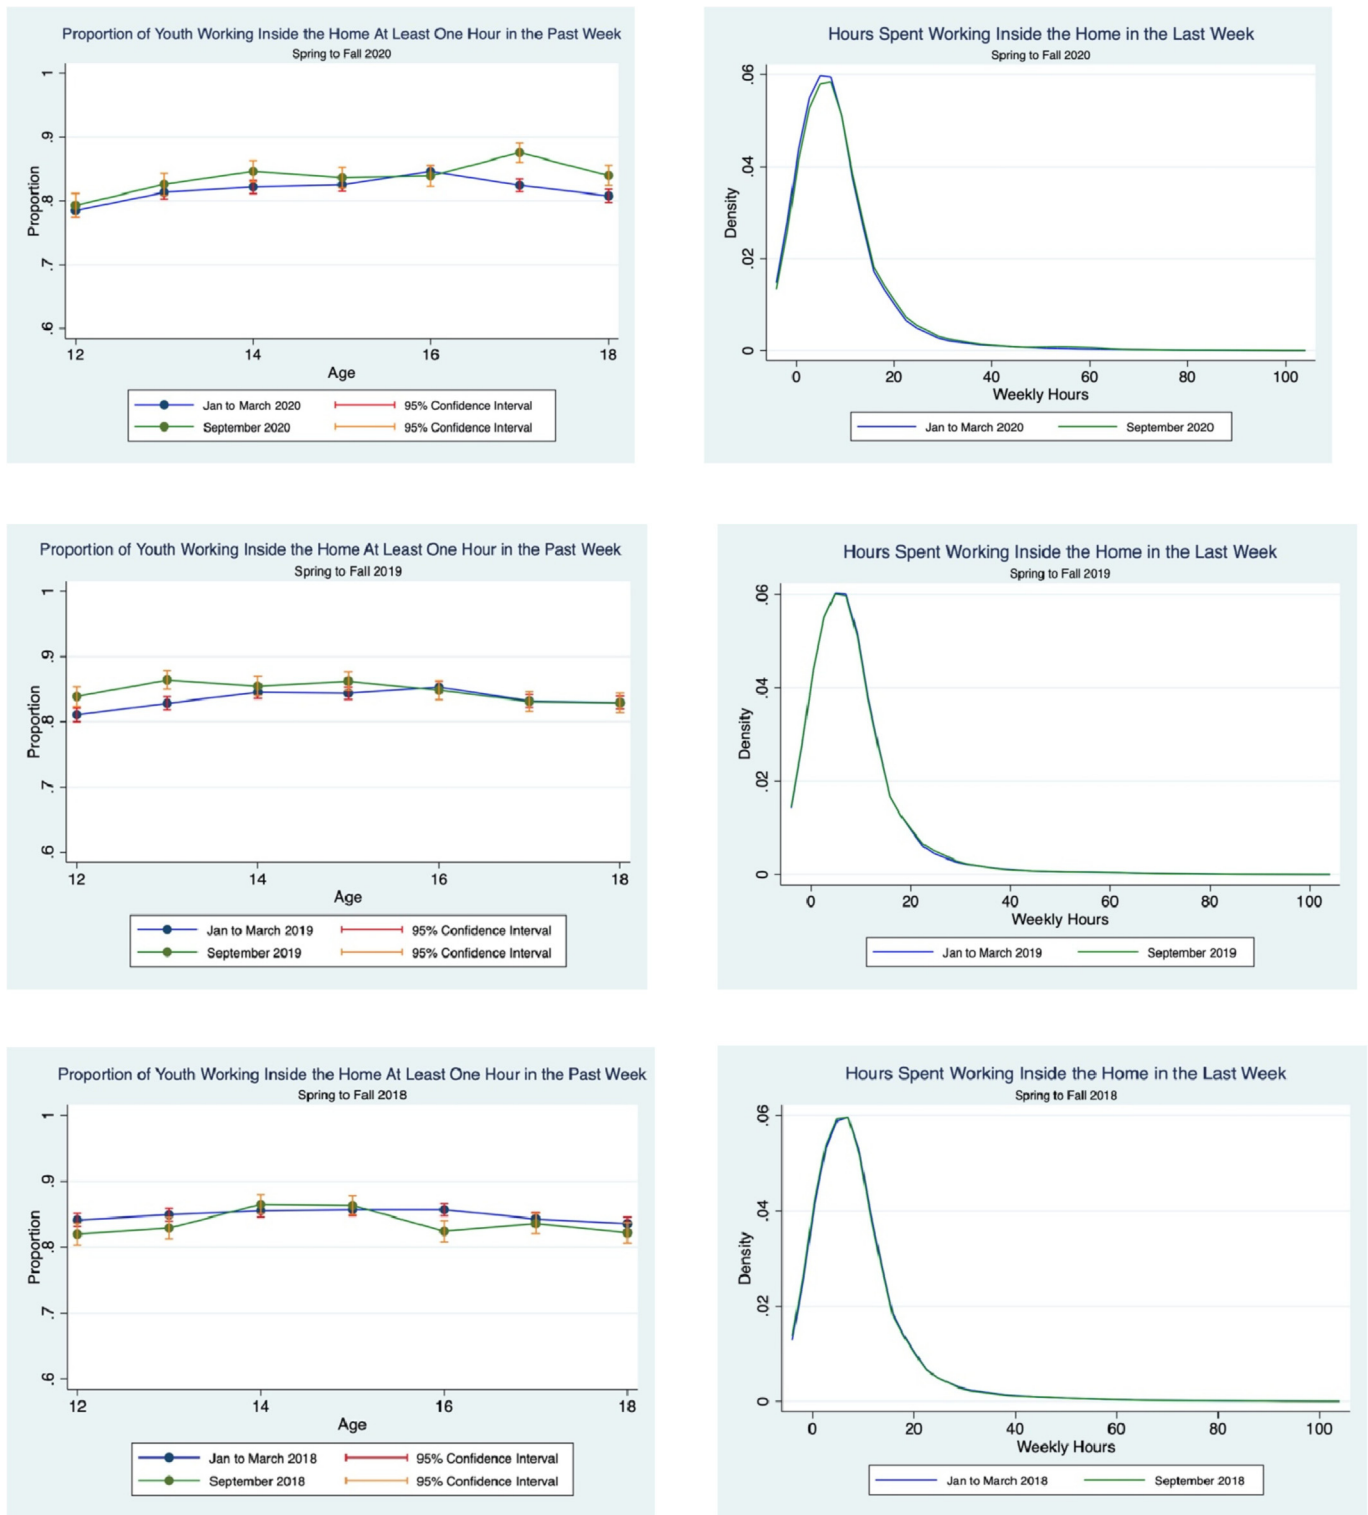 Proportion of Youth Working Inside the Home At Least One Hour in the Past Week
Spring to Fall 2020
1
.9
.8
.7
.6
Proportion
12 14 16 18
Age
Jan to March 2020 95% Confidence Interval
September 2020 95% Confidence Interval
Hours Spent Working Inside the Home in the Last Week
Spring to Fall 2020
.06
.04
.02
0
Density
0 20 40 60 80 100
Weekly Hours
Jan to March 2020 September 2020
Proportion of Youth Working Inside the Home At Least One Hour in the Past Week
Spring to Fall 2019
1
.9
.8
.7
.6
Proportion
12 14 16 18
Age
Jan to March 2019 95% Confidence Interval
September 2019 95% Confidence Interval
Hours Spent Working Inside the Home in the Last Week
Spring to Fall 2019
.06
.04
.02
0
Density
0 20 40 60 80 100
Weekly Hours
Jan to March 2019 September 2019
Proportion of Youth Working Inside the Home At Least One Hour in the Past Week
Spring to Fall 2018
1
.9
.8
.7
.6
Proportion
12 14 16 18
Age
Jan to March 2018 95% Confidence Interval
September 2018 95% Confidence Interval
Hours Spent Working Inside the Home in the Last Week
Spring to Fall 2018
.06
.04
.02
0
Density
0 20 40 60 80 100
Weekly Hours
Jan to March 2018 September 2018